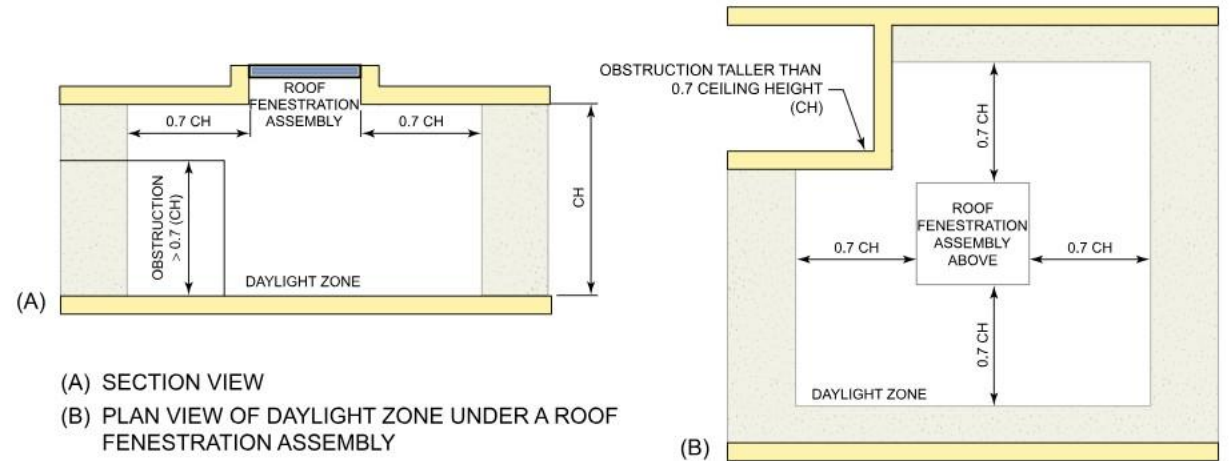 ROOF
FENESTRATION
ASSEMBLY
0.7 CH
0.7 CH
OBSTRUCTION
> 0.7 (CH)
CH
DAYLIGHT ZONE
(A)
(A) SECTION VIEW
(B) PLAN VIEW OF DAYLIGHT ZONE UNDER A ROOF
FENESTRATION ASSEMBLY
OBSTRUCTION TALLER THAN
0.7 CEILING HEIGHT
(CH)
0.7 CH
ROOF
FENESTRATION
ASSEMBLY
ABOVE
0.7 CH
0.7 CH
0.7 CH
DAYLIGHT ZONE
(B)